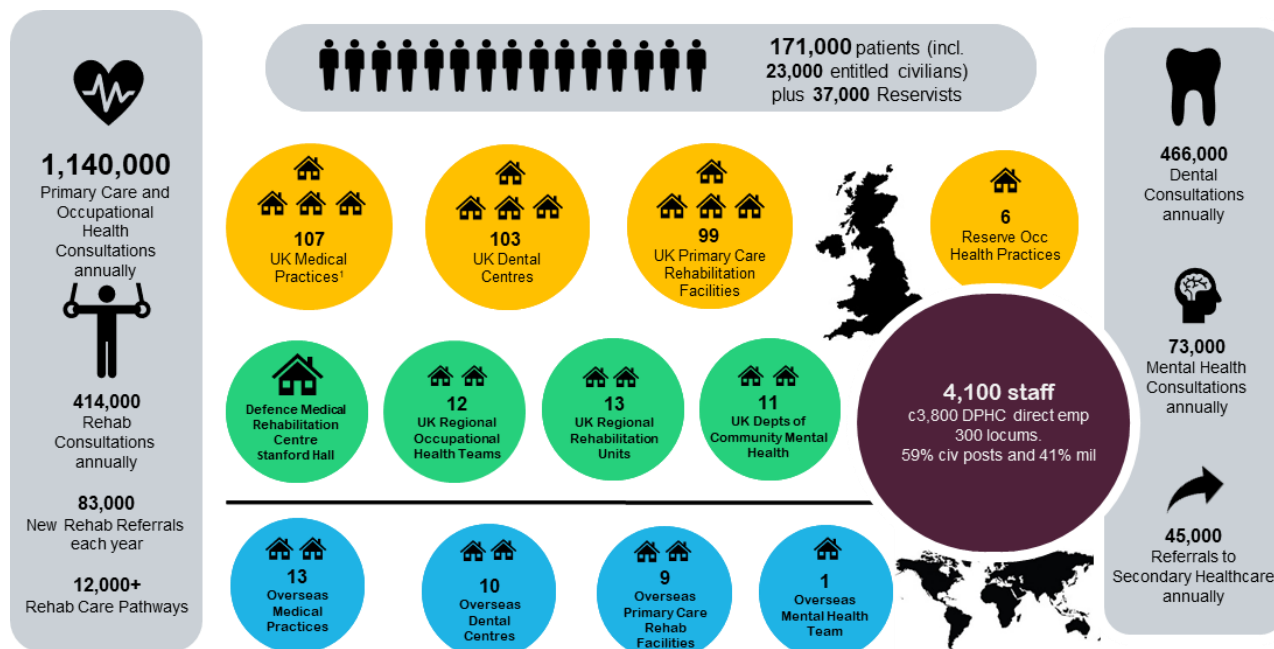 171,000 patients (incl.
23,000 entitled civilians)
plus 37,000 Reservists
1,140,000
Primary Care and
Occupational
Health
Consultations
annually
414,000
Rehab
Consultations
annually
83,000
New Rehab Referrals
each year
12,000+
Rehab Care Pathways
107
UK Medical
Practices¹
103
UK Dental
Centres
99
UK Primary Care
Rehabilitation
Facilities
6
Reserve Occ
Health Practices
Defence Medical
Rehabilitation
Centre
Stanford Hall
12
UK Regional
Occupational
Health Teams
13
UK Regional
Rehabilitation
Units
11
UK Depts of
Community Mental
Health
4,100 staff
c3,800 DPHC direct emp
300 locums.
59% civ posts and 41% mil
13
Overseas
Medical
Practices
10
Overseas
Dental
Centres
9
Overseas
Primary Care
Rehab
Facilities
1
Overseas
Mental Health
Team
466,000
Dental
Consultations
annually
73,000
Mental Health
Consultations
annually
45,000
Referrals to
Secondary Healthcare
annually